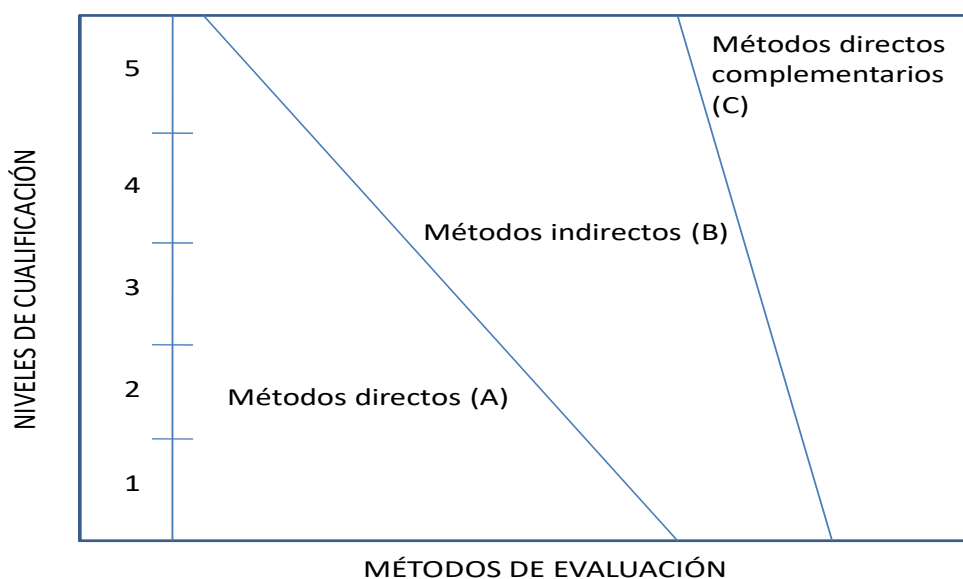 NIVELES DE CUALIFICACIÓN
5
4
3
2
1
Métodos directos
complementarios
(C)
Métodos indirectos (B)
Métodos directos (A)
MÉTODOS DE EVALUACIÓN